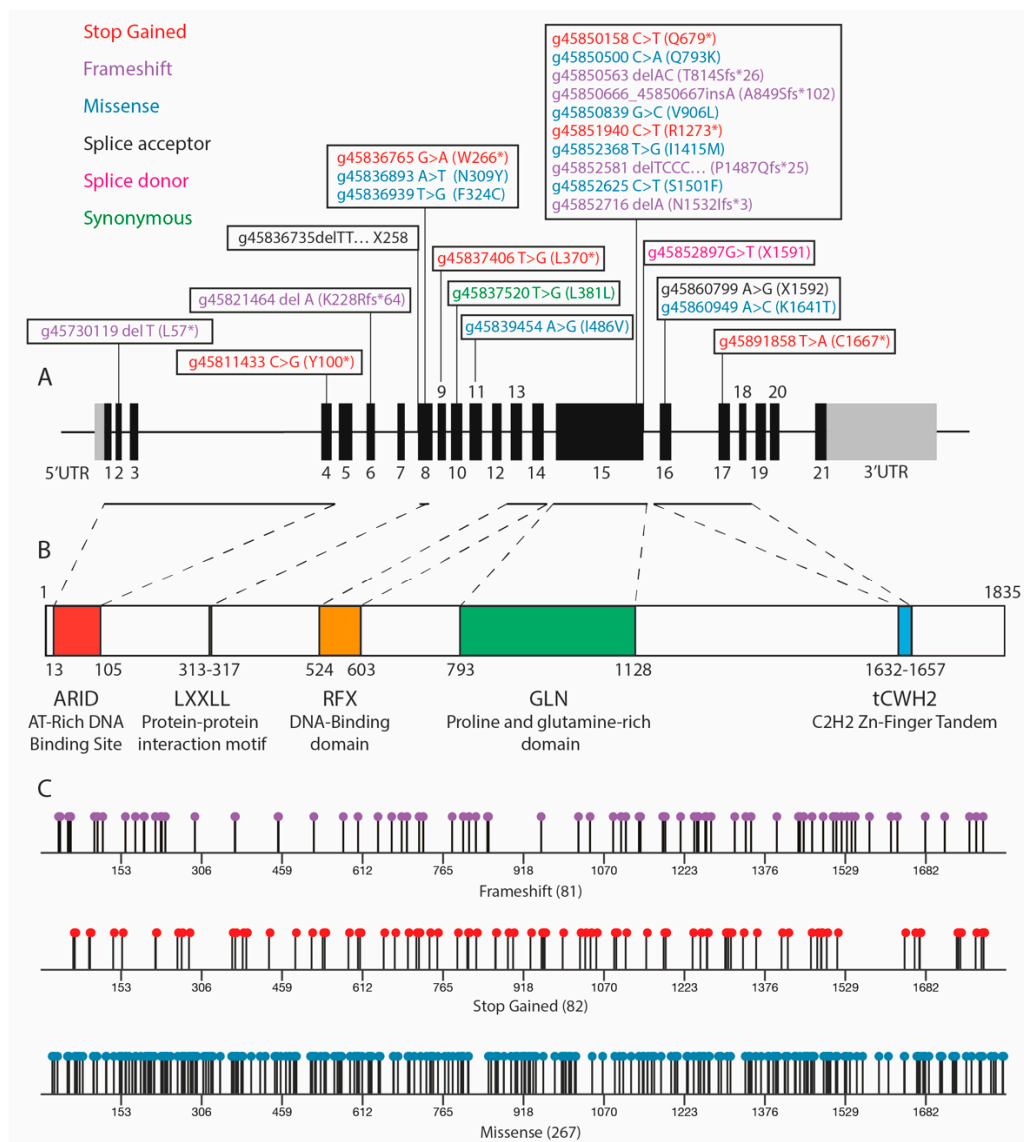 Stop Gained
Frameshift
Missense
Splice acceptor
Splice donor
Synonymous
g45850158 C>T (Q679*)
g45850500 C>A (Q793K)
g45850563 delAC (T814Sfs*26)
g45850666_45850667insA (A849Sfs*102)
g45850839 G>C (V906L)
g45851940 C>T (R1273*)
g45852368 T>G (I1415M)
g45852581 delTCCC... (P1487Qfs*25)
g45852625 C>T (S1501F)
g45852716 delA (N1532Ifs*3)
g45836765 G>A (W266*)
g45836893 A>T (N309Y)
g45836939 T>G (F324C)
g45836735delTT... X258
g45852897G>T (X1591)
g45837406 T>G (L370*)
g45860799 A>G (X1592)
g45860949 A>C (K1641T)
g45821464 del A (K228Rfs*64)
g45837520 T>G (L381L)
g45839454 A>G (I486V)
g45730119 del T (L57*)
g45811433 C>G (Y100*)
g45891858 T>A (C1667*)
A
9 11 13 18 20
5'UTR 12 3 4 5 6 7 8 10 12 14 15 16 17 19 21 3'UTR
B
1 1835
13 105 313-317 524 603 793 1128 1632-1657
ARID LXXLL RFX GLN tCWH2
AT-Rich DNA Protein-protein DNA-Binding Proline and glutamine-rich C2H2 Zn-Finger Tandem
Binding Site interaction motif domain domain
C
153 306 459 612 765 918 1070 1223 1376 1529 1682
Frameshift (81)
153 306 459 612 765 918 1070 1223 1376 1529 1682
Stop Gained (82)
153 306 459 612 765 918 1070 1223 1376 1529 1682
Missense (267)